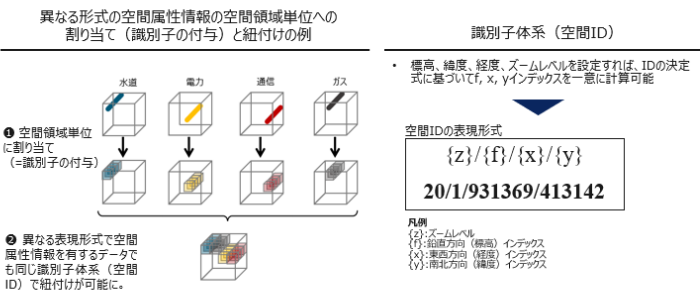 異なる形式の空間属性情報の空間領域単位への
割り当て（識別子の付与）と紐付けの例
水道
電力
通信
ガス
❶ 空間領域単位
に割り当て
（=識別子の付与）
❷ 異なる表現形式で空間
属性情報を有するデータで
も同じ識別子体系（空間
ID）で紐付けが可能に。
識別子体系（空間ID）
• 標高、緯度、経度、ズームレベルを設定すれば、IDの決定
式に基づいてf, x, yインデックスを一意に計算可能
空間IDの表現形式
{z}/{f}/{x}/{y}
20/1/931369/413142
凡例
{z}:ズームレベル
{f}:鉛直方向（標高）インデックス
{x}:東西方向（経度）インデックス
{y}:南北方向（緯度）インデックス